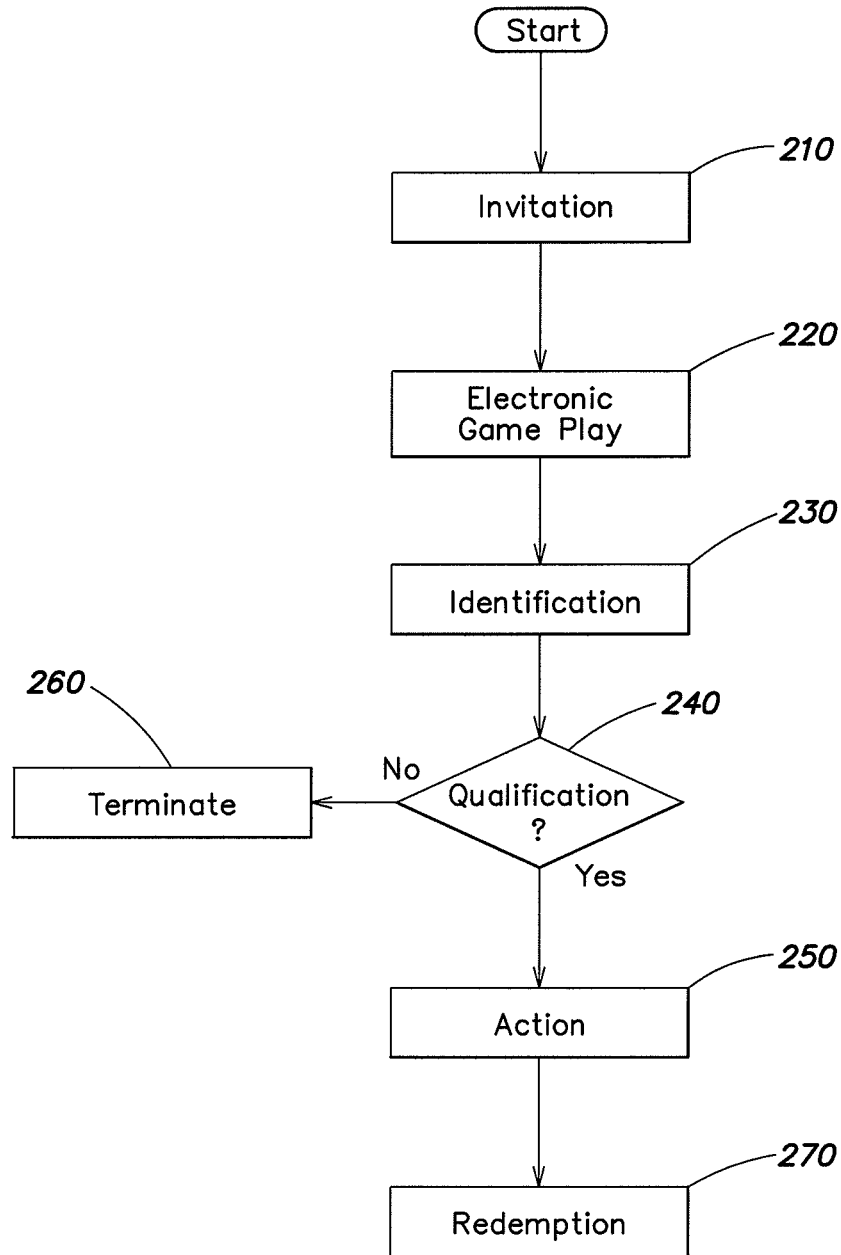 Start
210
Invitation
220
Electronic
Game Play
230
Identification
260
240
No
Terminate
Qualification
?
Yes
250
Action
270
Redemption